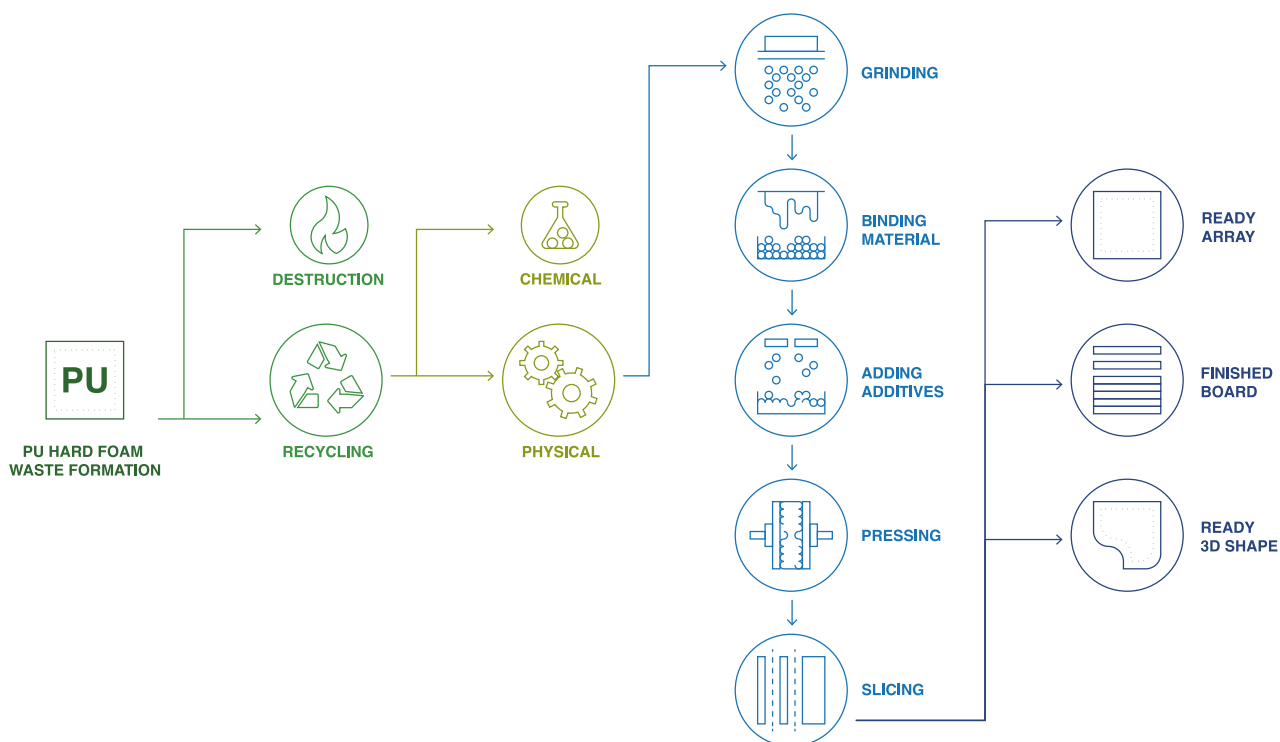 PU
PU HARD FOAM
WASTE FORMATION
DESTRUCTION
RECYCLING
CHEMICAL
PHYSICAL
GRINDING
BINDING
MATERIAL
ADDING
ADDITIVES
PRESSING
SLICING
READY
ARRAY
FINISHED
BOARD
READY
3D SHAPE